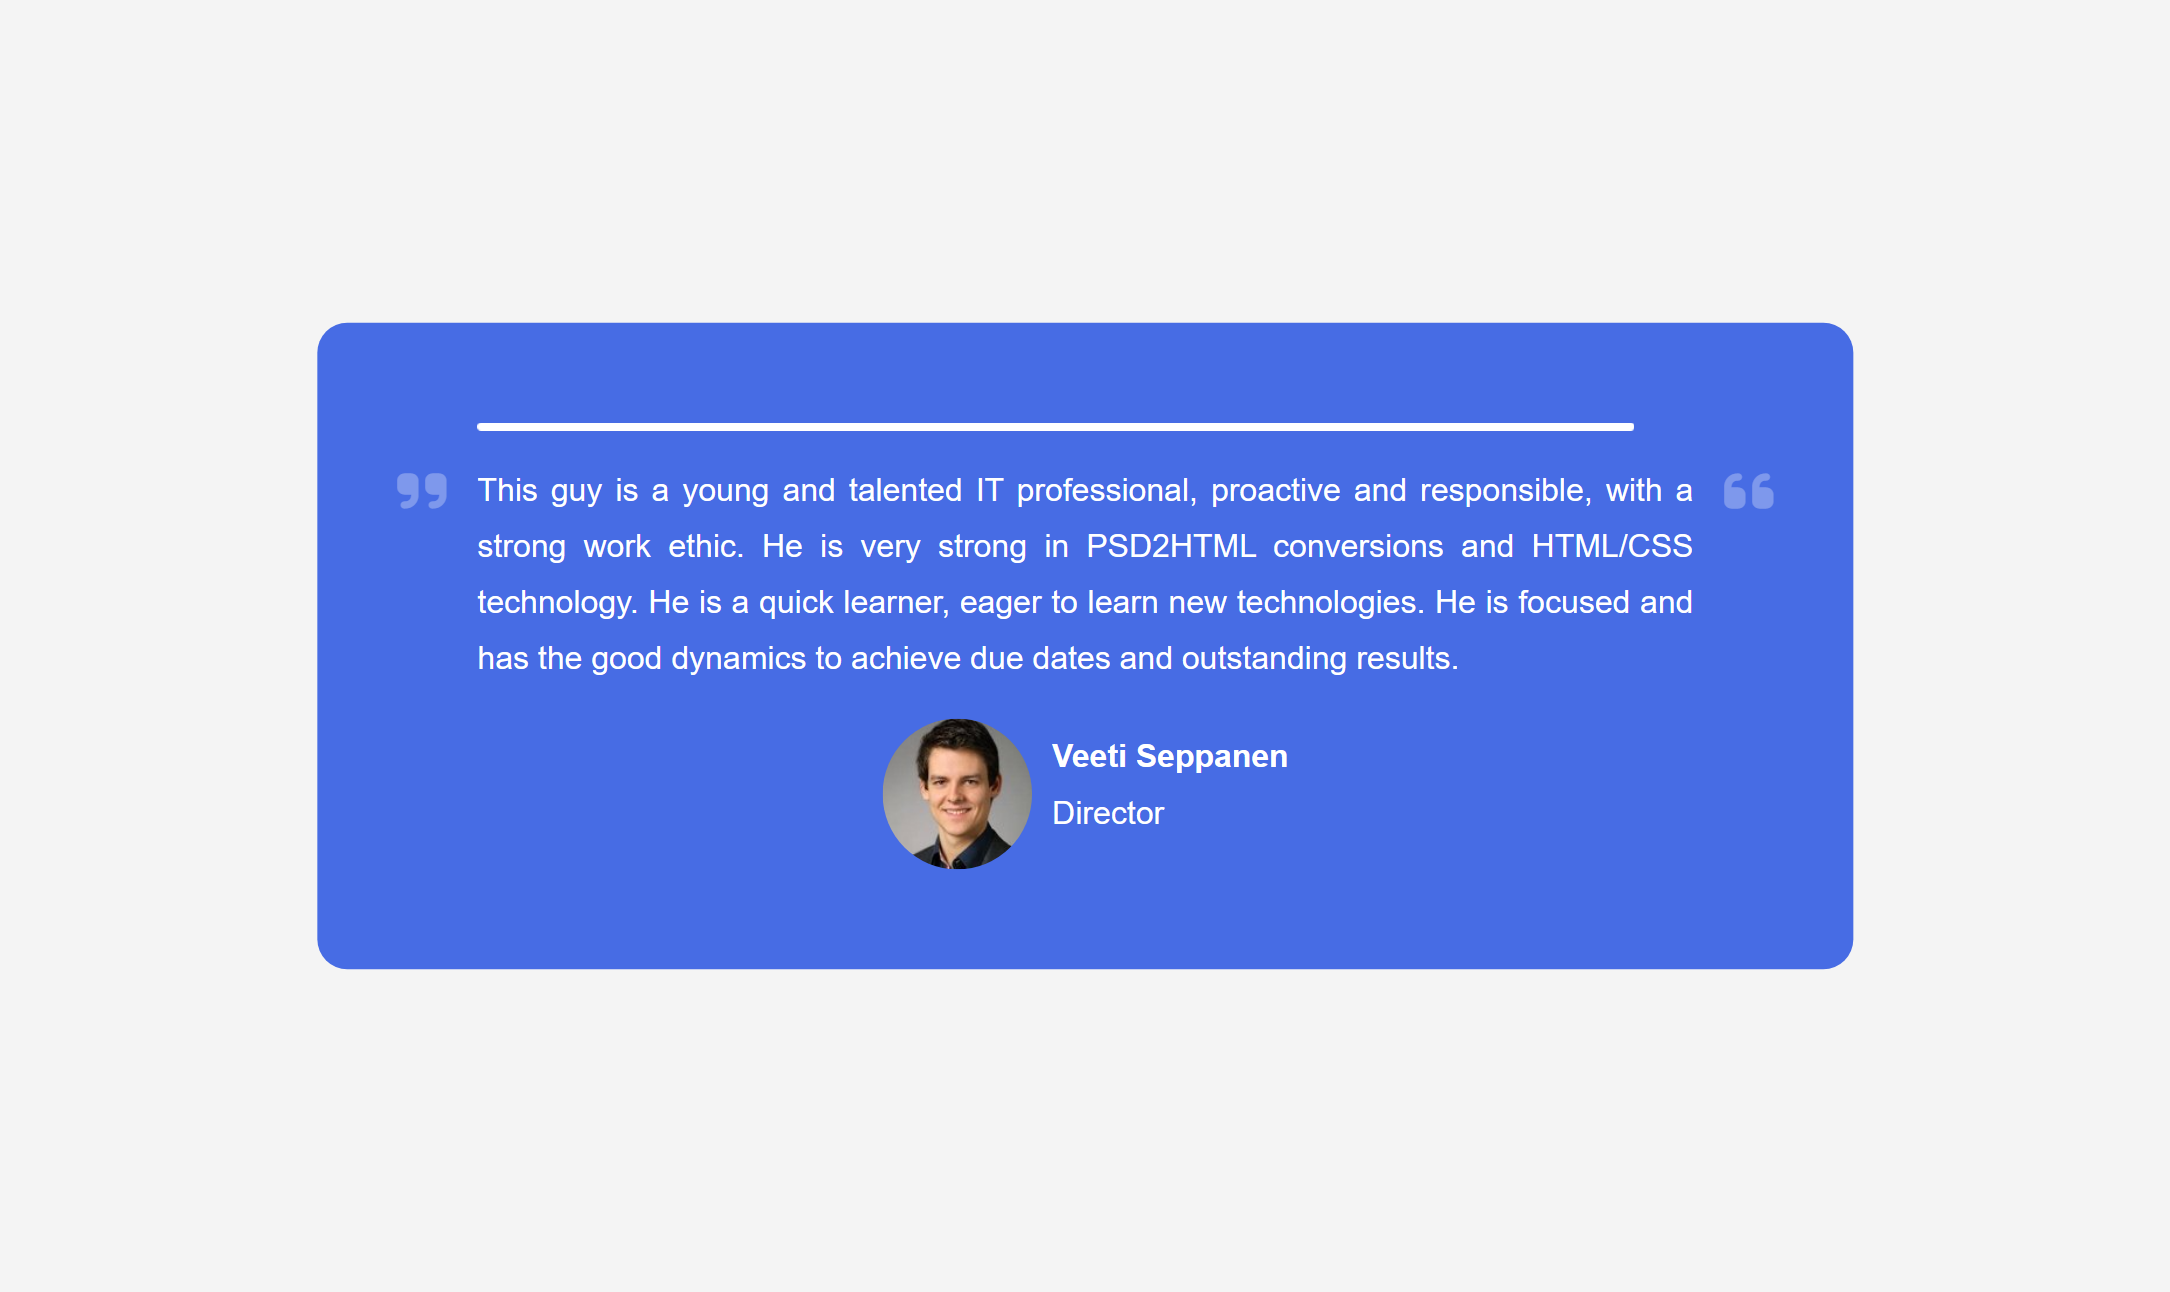 This guy is a young and talented IT professional, proactive and responsible, with a
strong work ethic. He is very strong in PSD2HTML conversions and HTML/CSS
technology. He is a quick learner, eager to learn new technologies. He is focused and
has the good dynamics to achieve due dates and outstanding results.
Veeti Seppanen
Director